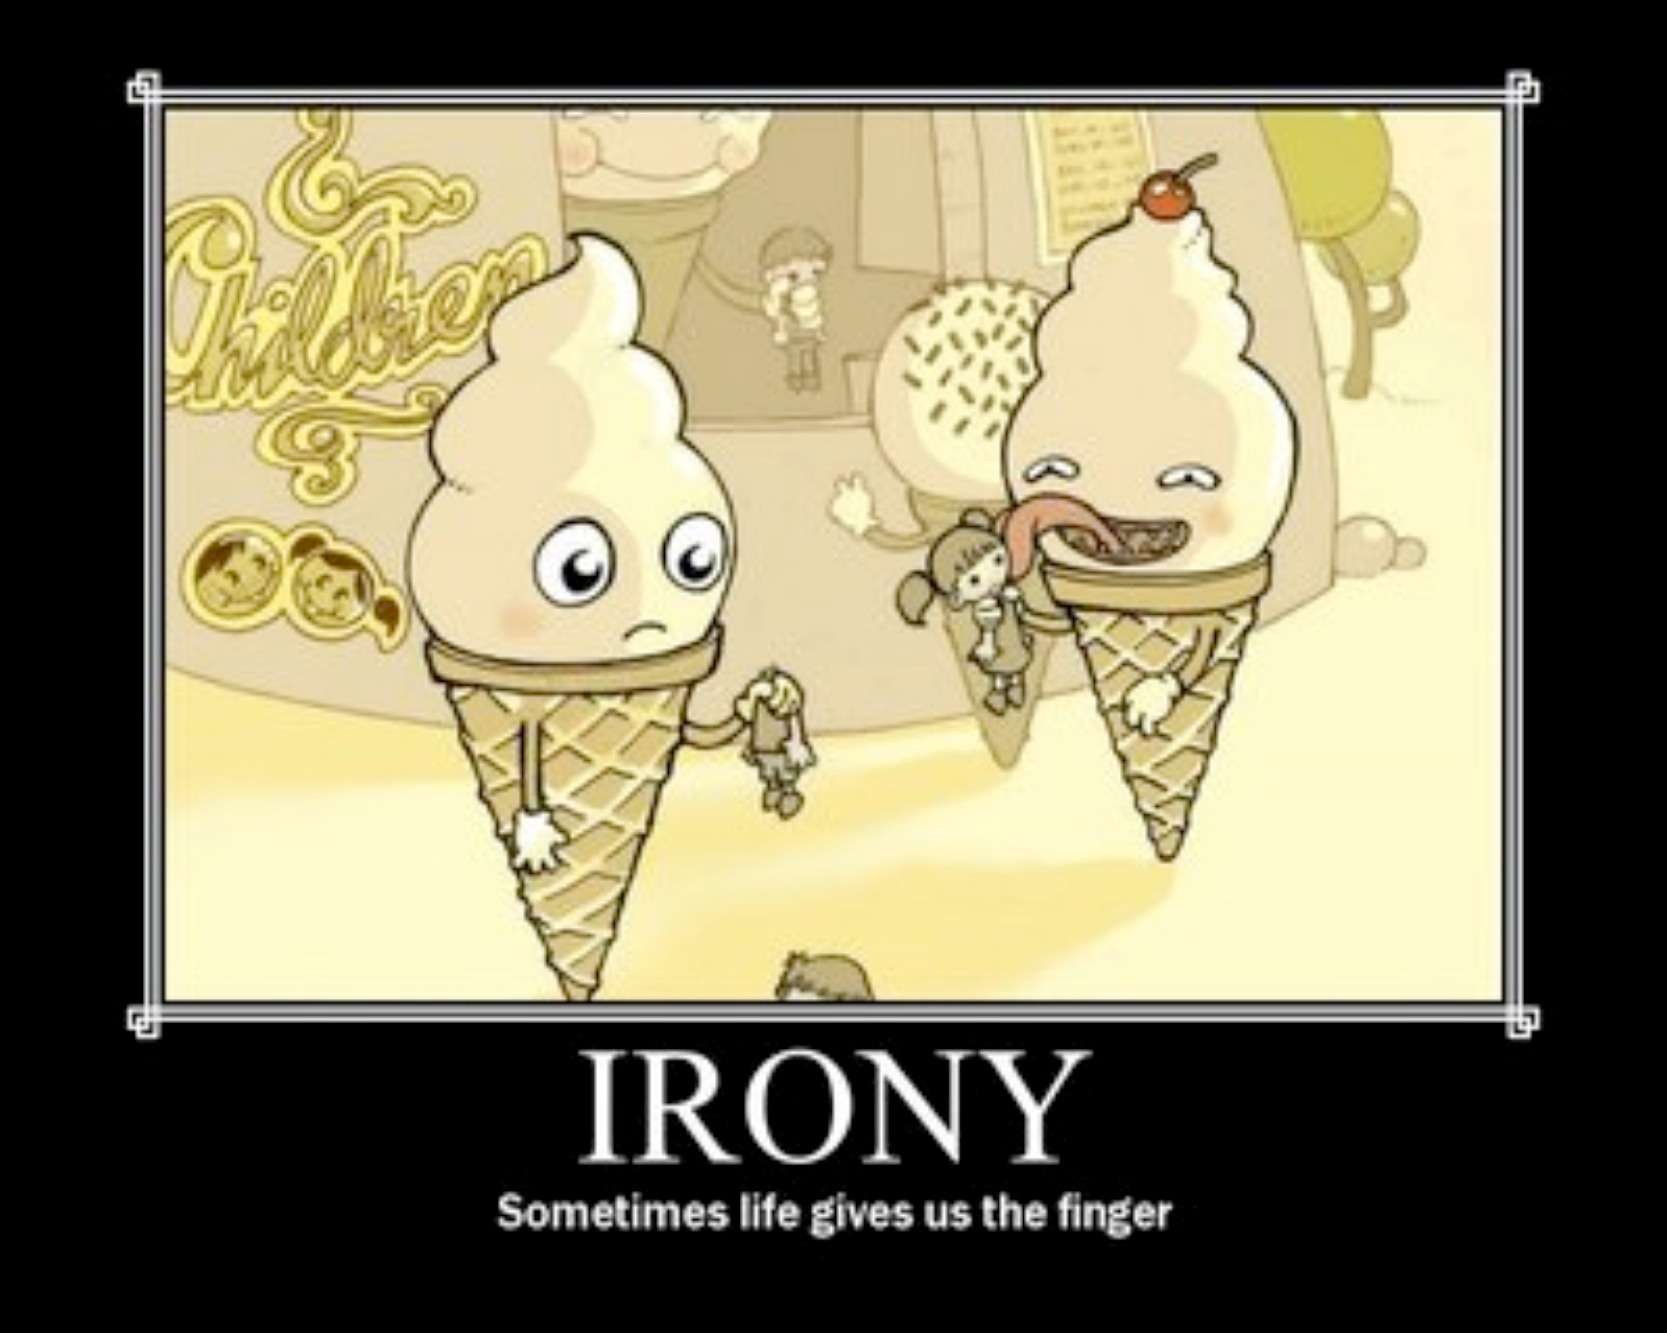 Children
IRONY
Sometimes life gives us the finger